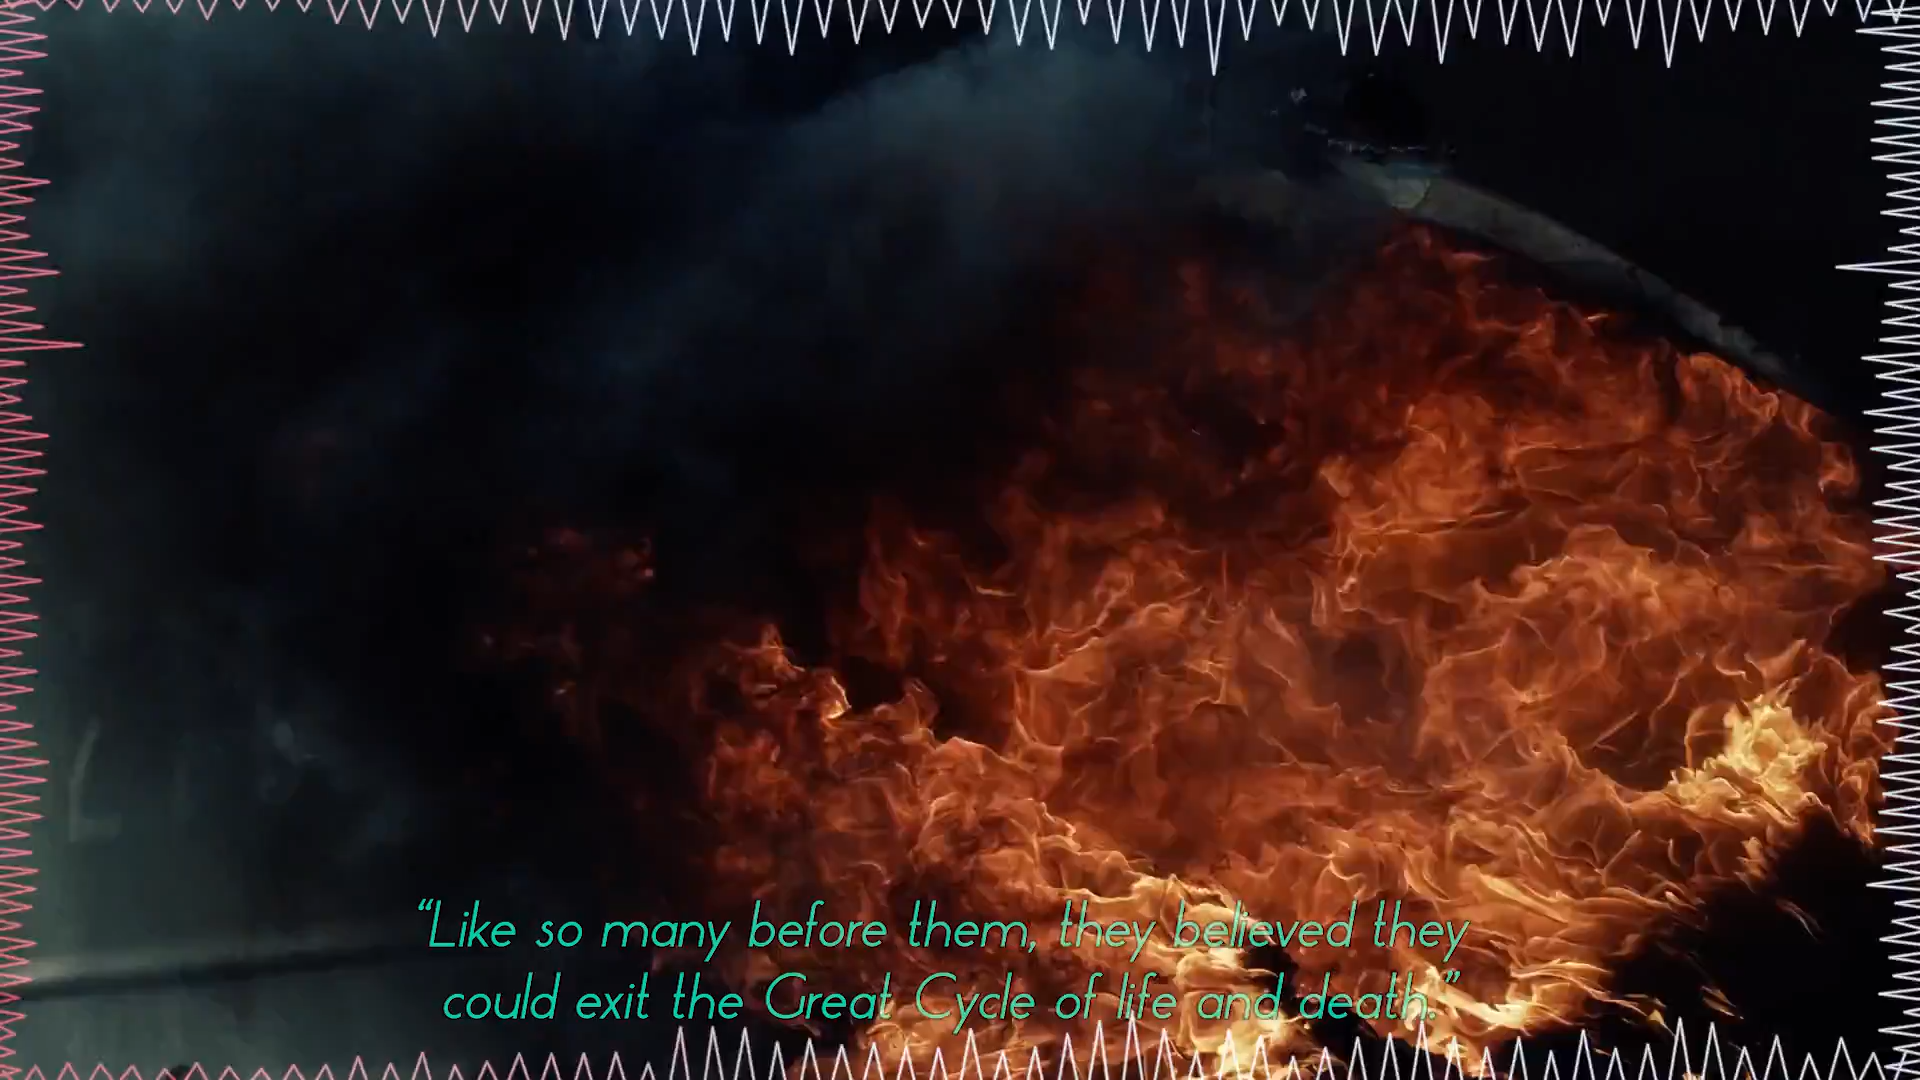 “Like so many before them, they believed they
could exit the Great Cycle of life and death.”